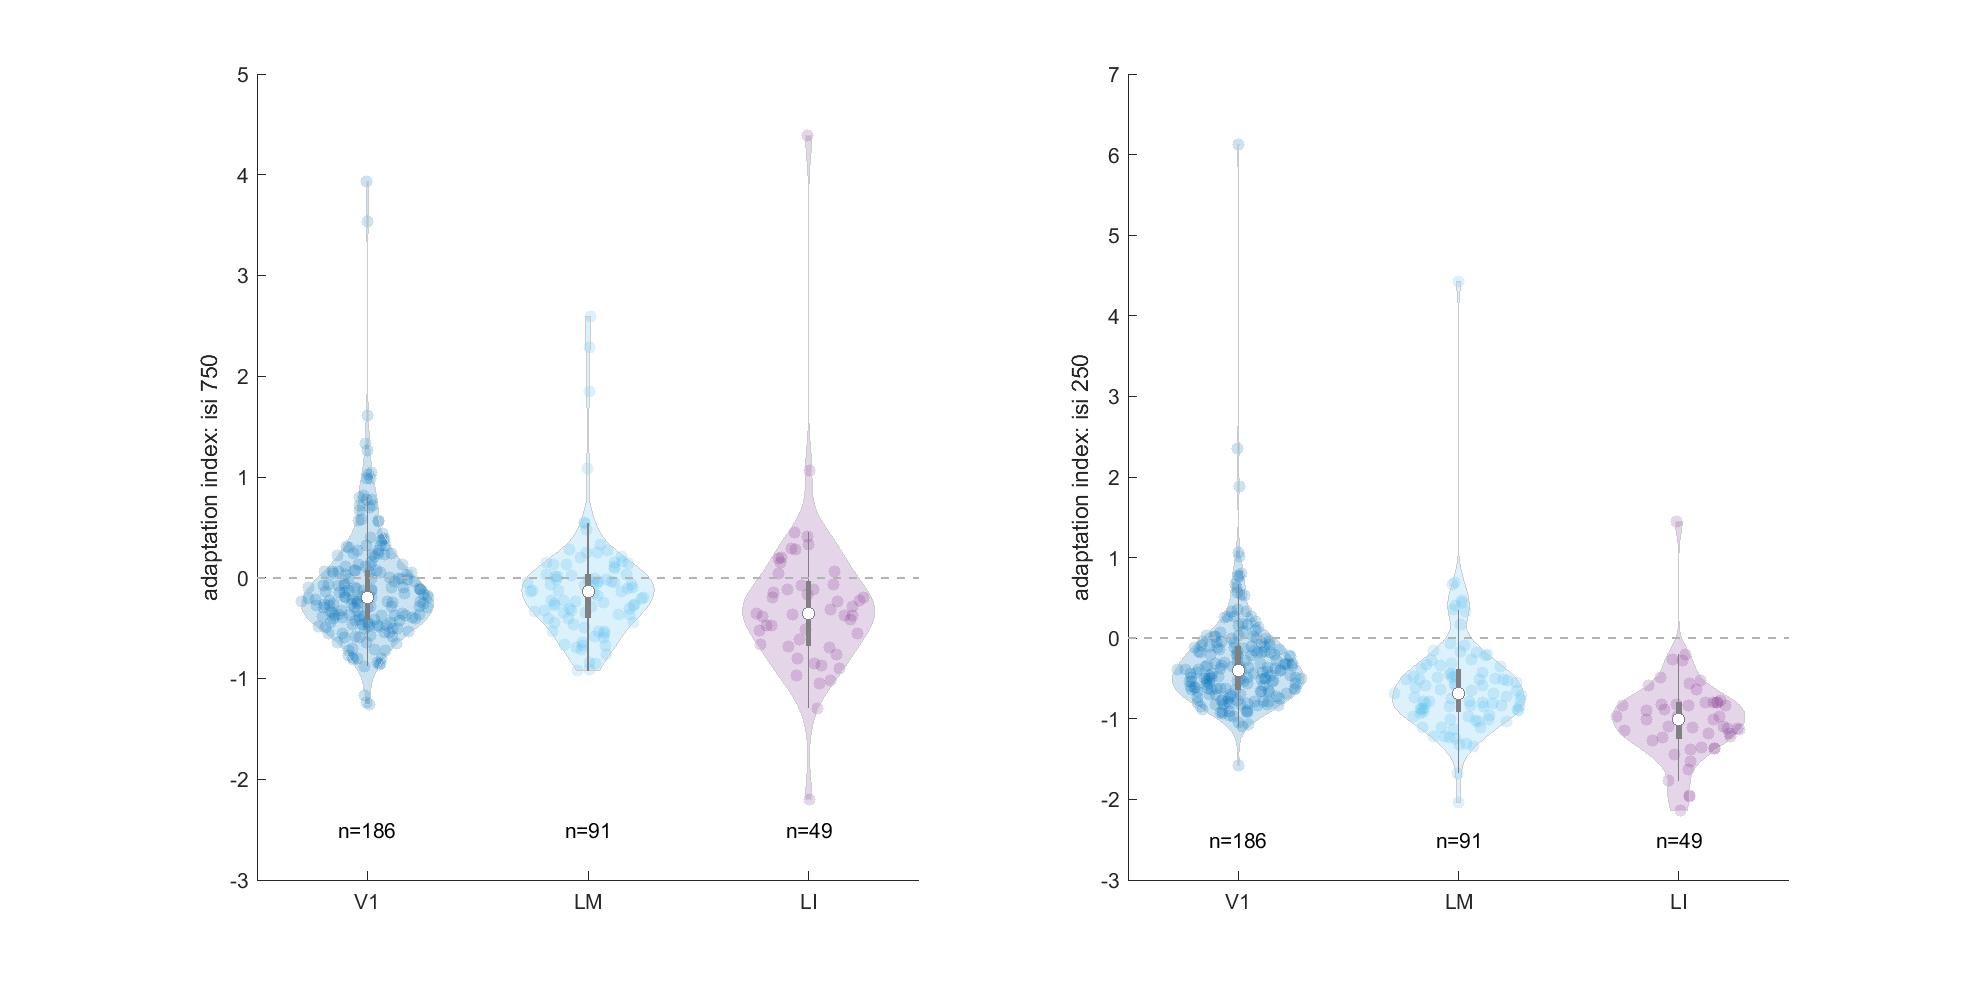 adaptation index: isi 750
5
4
3
2
1
0
-1
-2
-3
n=186
n=91
n=49
V1
LM
LI
adaptation index: isi 250
7
6
5
4
3
2
1
0
-1
-2
-3
n=186
n=91
n=49
V1
LM
LI